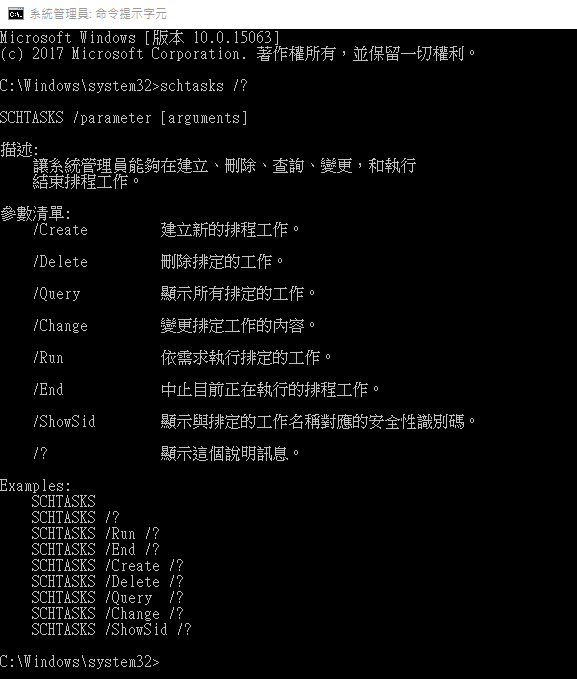 系統管理員: 命令提示字元
Microsoft Windows [版本 10.0.15063]
(c) 2017 Microsoft Corporation. 著作權所有，並保留一切權利。
C:\Windows\system32>schtasks /?
SCHTASKS /parameter [arguments]
描述:
讓系統管理員能夠在建立、刪除、查詢、變更，和執行
結束排程工作。
參數清單:
/Create 建立新的排程工作。
/Delete 刪除排定的工作。
/Query 顯示所有排定的工作。
/Change 變更排定工作的內容。
/Run 依需求執行排定的工作。
/End 中止目前正在執行的排程工作。
/ShowSid 顯示與排定的工作名稱對應的安全性識別碼。
/? 顯示這個說明訊息。
Examples:
SCHTASKS
SCHTASKS /?
SCHTASKS /Run /?
SCHTASKS /End /?
SCHTASKS /Create /?
SCHTASKS /Delete /?
SCHTASKS /Query  /?
SCHTASKS /Change /?
SCHTASKS /ShowSid /?
C:\Windows\system32>